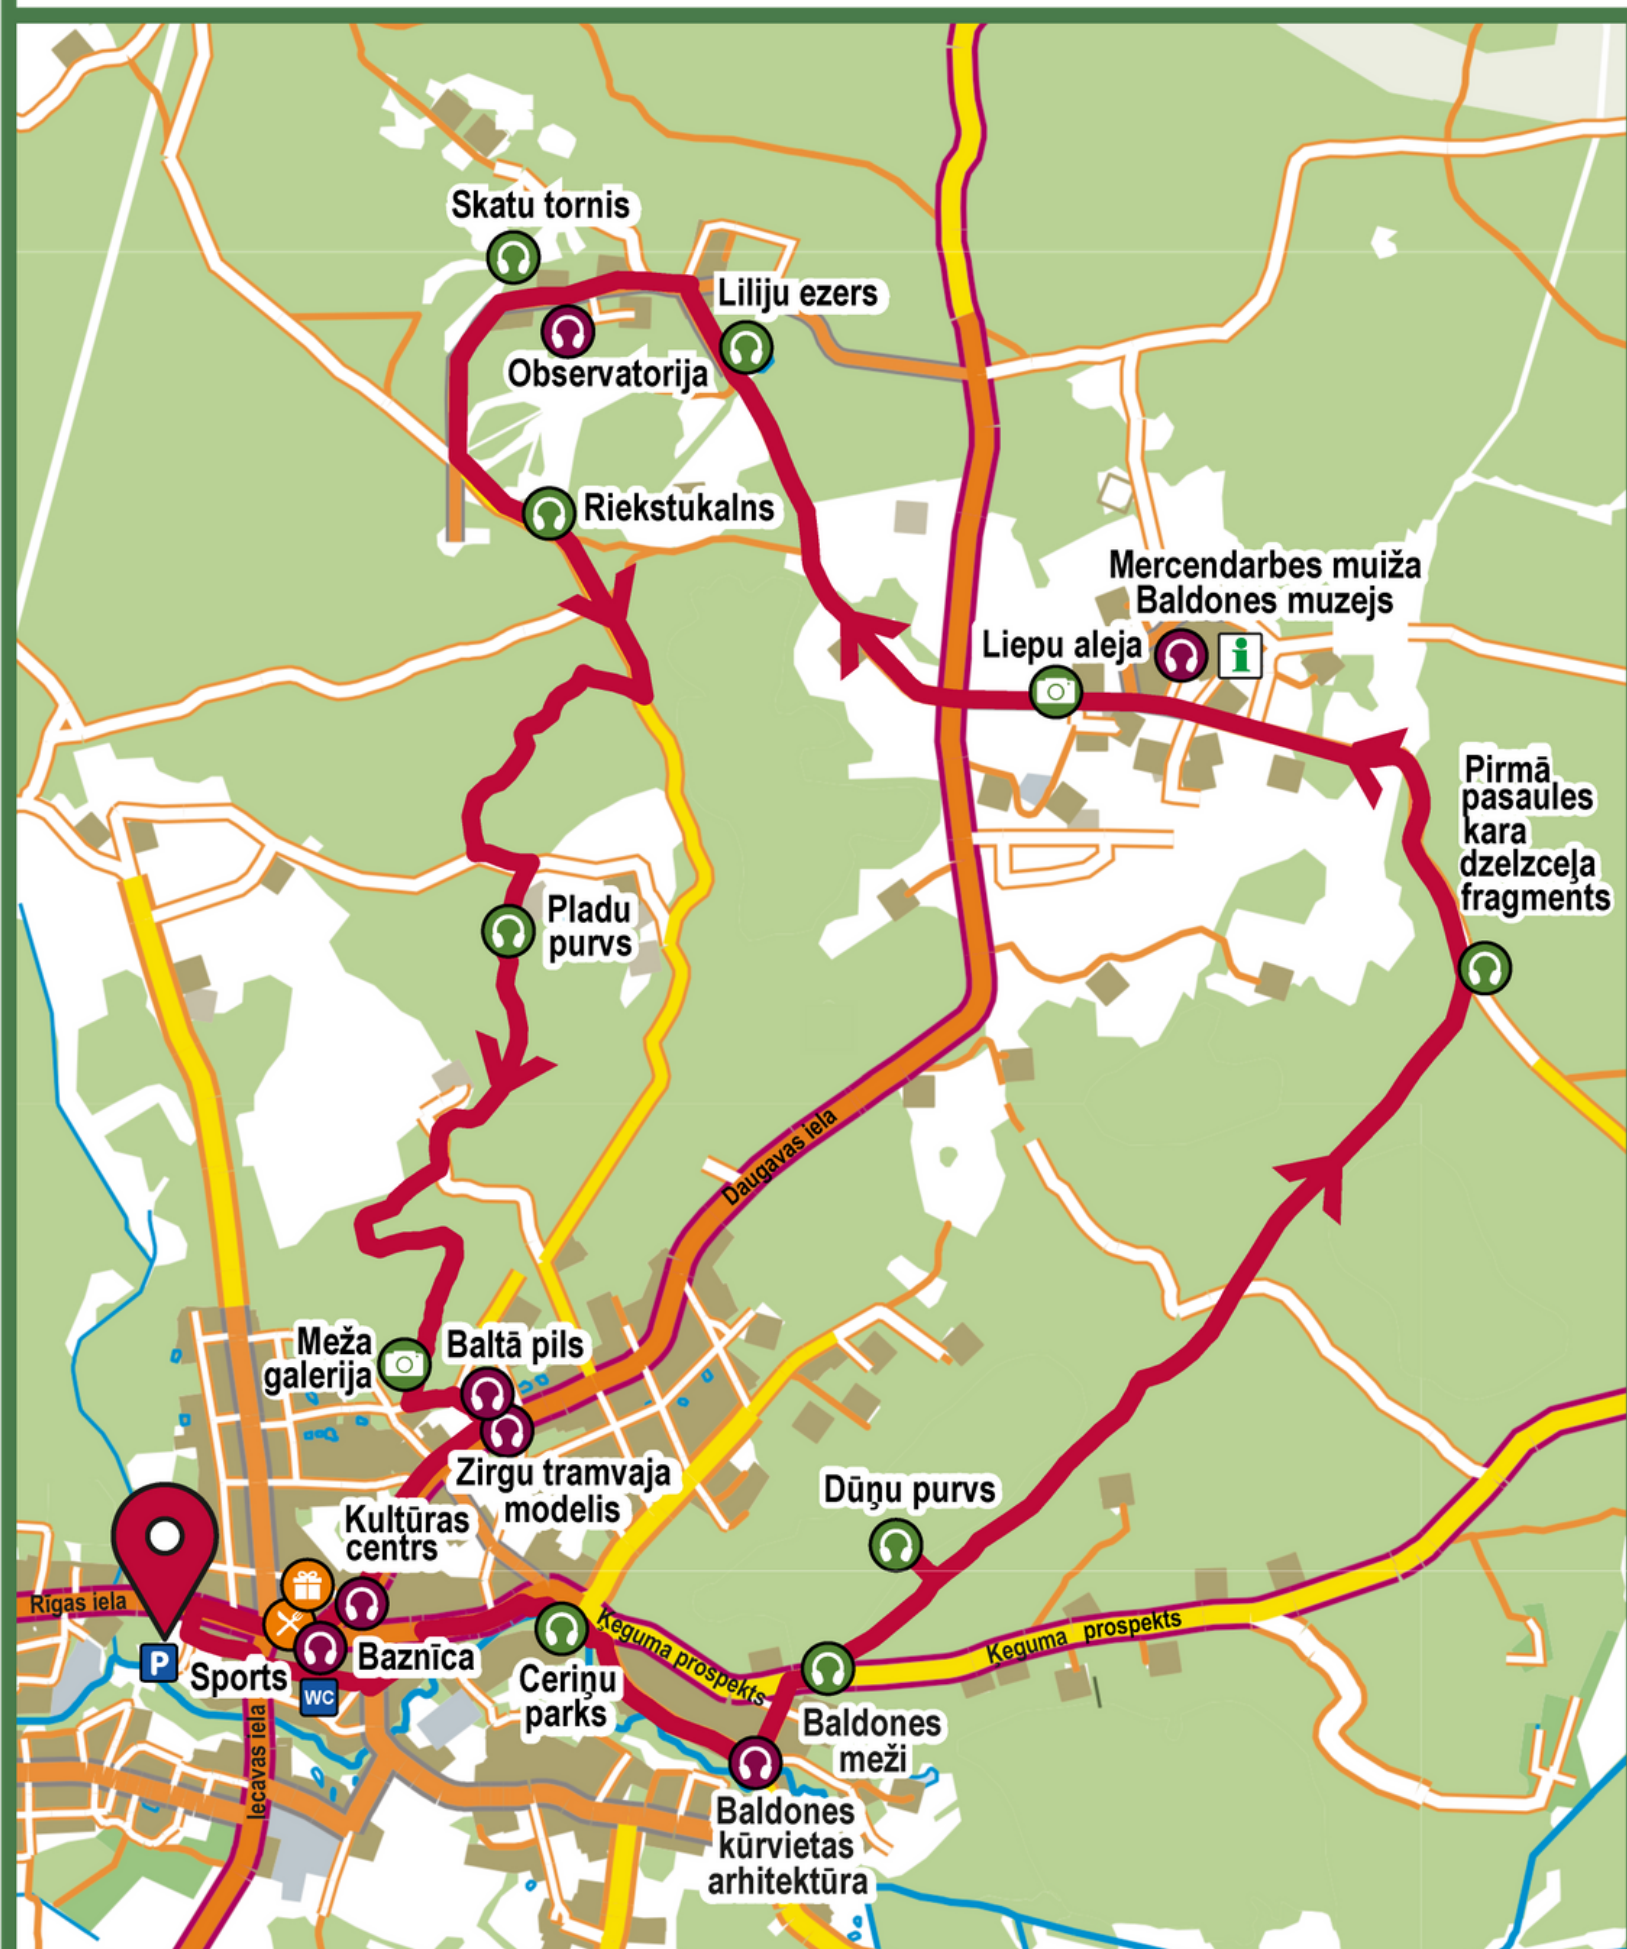 Skatu tornis
Liliju ezers
Observatorija
Riekstukalns
Mercendarbes muiža
Baldones muzejs
Liepu aleja
i
Pirmā
pasaules
kara
dzelzceļa
fragments
Pladu
purvs
Daugavas iela
Meža
galerija
Baltā pils
Zirgu tramvaja
modelis
Dūņu purvs
Kultūras
centrs
Rīgas iela
P
Sports
Baznīca
WC
Iecavas iela
Ceriņu
parks
Ķeguma prospekts
Ķeguma prospekts
Baldones
meži
Baldones
kūrvietas
arhitektūra